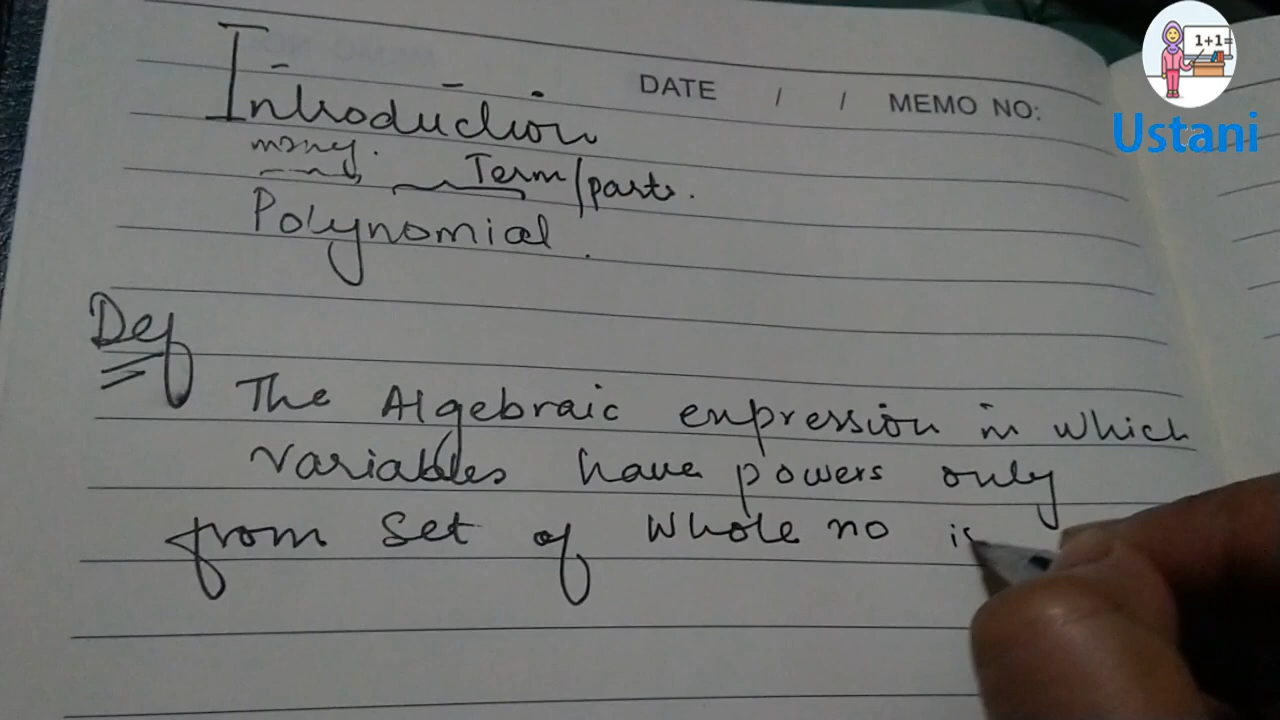 Introduction
DATE / / MEMO NO:
1+1=
Ustani
many.
Term/parts.
Polynomial.
Def
The Algebraic expression in which
variables have powers only
from set of whole no is